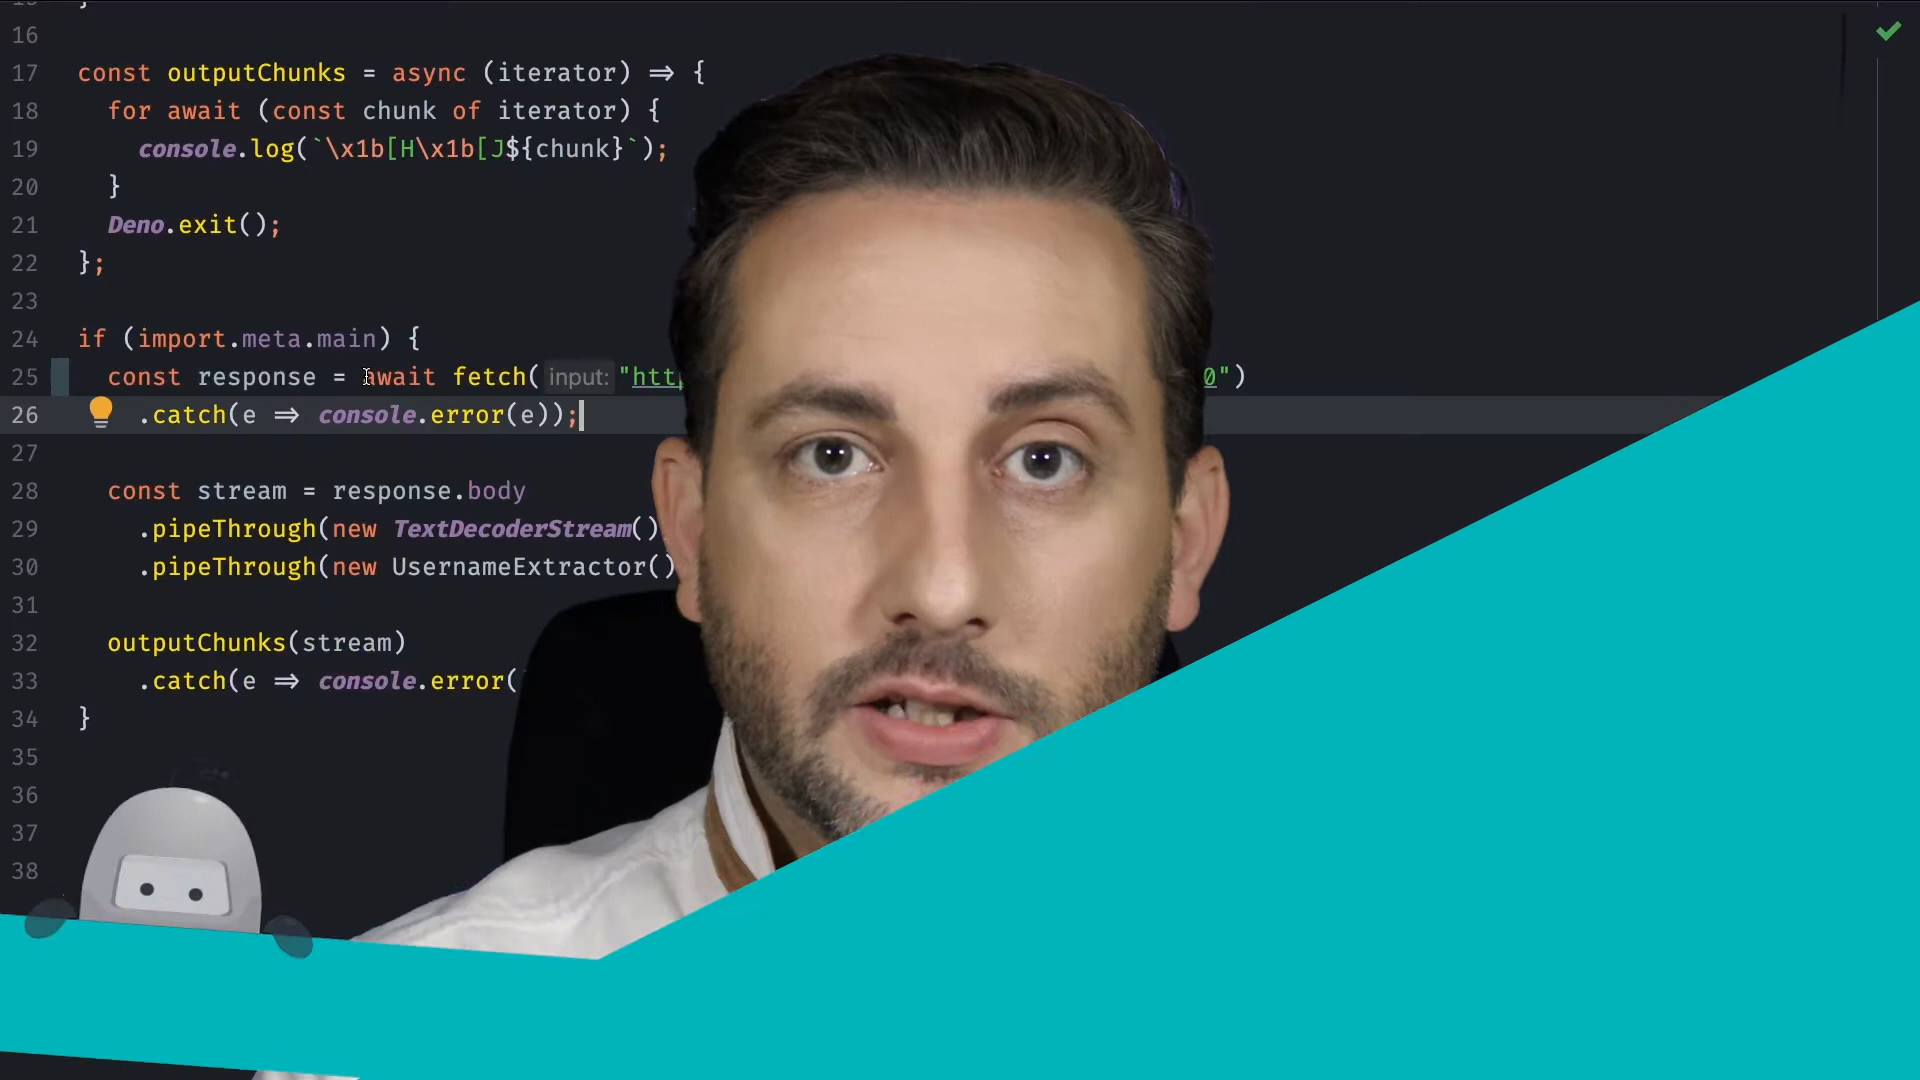 16
17 const outputChunks = async (iterator) ⇒ {
18 for await (const chunk of iterator) {
19 console.log(`\x1b[H\x1b[J${chunk}`);
20 }
21 Deno.exit();
22 };
23
24 if (import.meta.main) {
25 const response = await fetch( input: "htt 0")
26 .catch(e ⇒ console.error(e));
27
28 const stream = response.body
29 .pipeThrough(new TextDecoderStream()
30 .pipeThrough(new UsernameExtractor()
31
32 outputChunks(stream)
33 .catch(e ⇒ console.error(
34 }
35
36
37
38